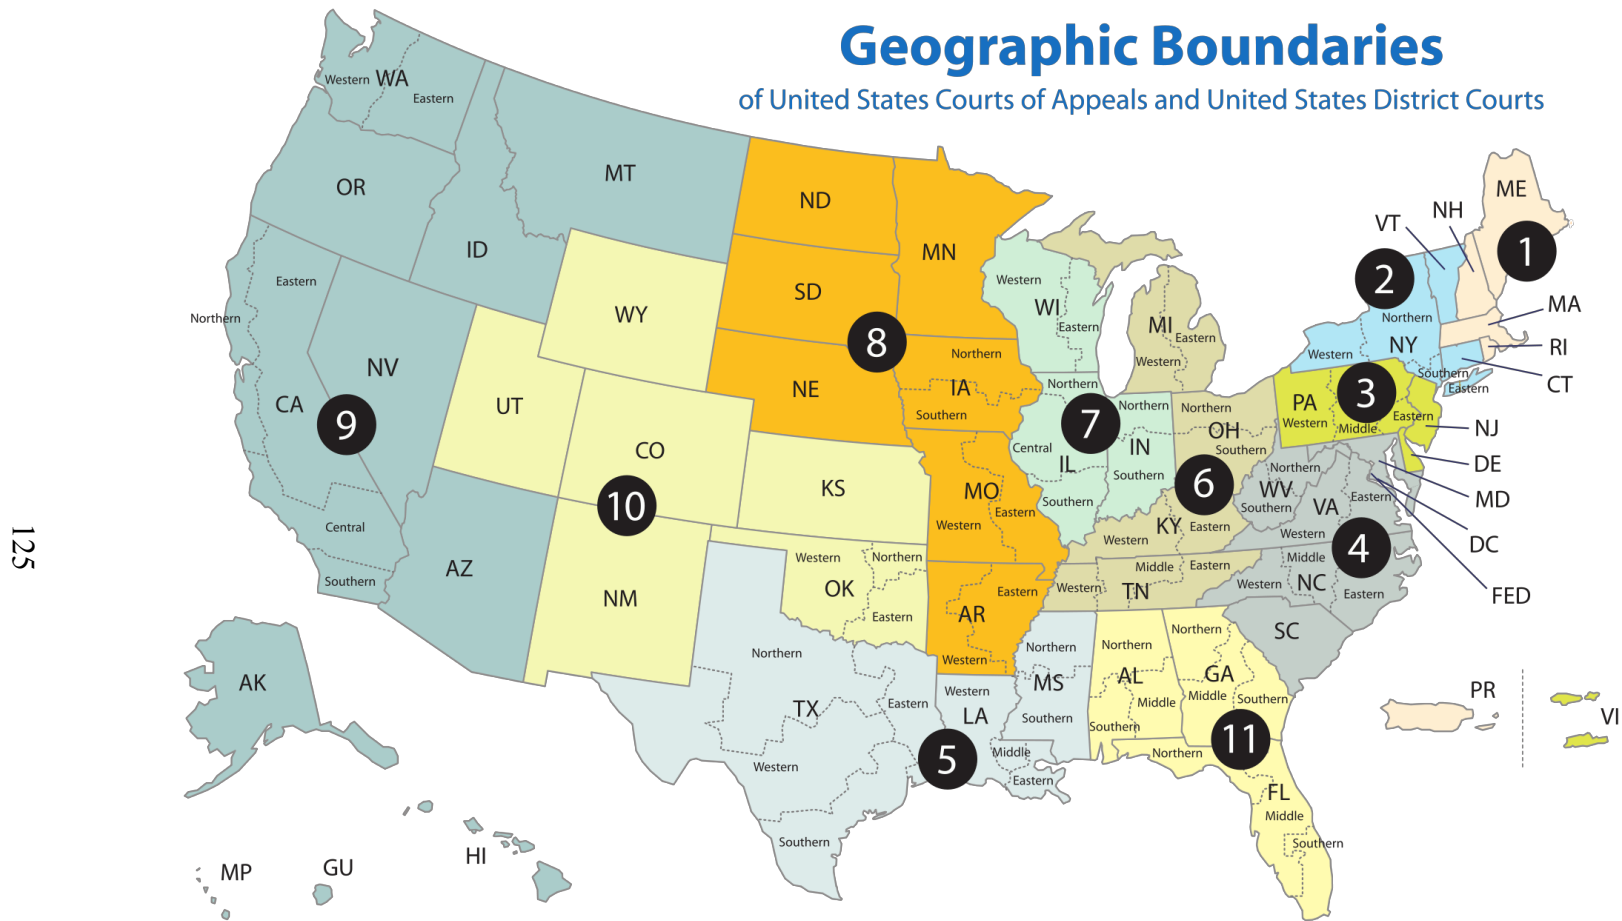 Geographic Boundaries
of United States Courts of Appeals and United States District Courts
Western WA
Eastern
OR
ID
MT
Northern
Eastern
CA
Central
Southern
NV
9
AZ
AK
HI
GU
MP
WY
UT
CO
10
KS
NM
Western
Northern
OK
Eastern
ND
SD
NE
MN
8
Northern
IA
Southern
MO
Western
Eastern
AR
Eastern
Western
Western
WI
Eastern
Northern
Central
IL
Southern
7
Northern
IN
Southern
MI
Eastern
Western
Northern
OH
Southern
6
KY
Western
Eastern
Western
Middle
TN
Eastern
Northern
TX
Eastern
Western
Southern
5
Western
LA
Middle
Eastern
Northern
MS
Southern
Northern
AL
Middle
Southern
Northern
GA
Middle
Southern
11
Northern
FL
Middle
Southern
Northern
WV
Southern
VA
Eastern
Western
4
Middle
Western
NC
Eastern
SC
PA
Western
Middle
Eastern
3
2
Northern
Western
NY
Southern
Eastern
VT
NH
ME
1
MA
RI
CT
NJ
DE
MD
DC
FED
PR
VI
125